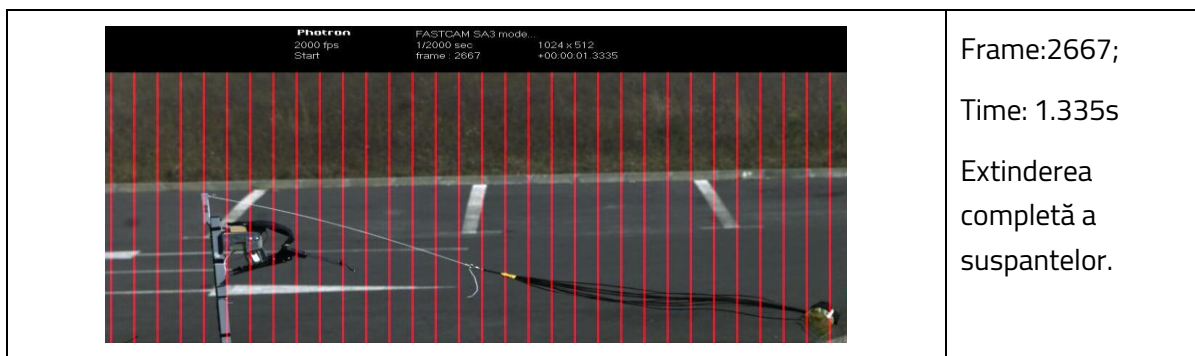 Photron
FASTCAM SA3 mode...
2000 fps
1/2000 sec
1024 x 512
Start
frame : 2667
+00:00:01.3335
Frame:2667;
Time: 1.335s
Extinderea
completă a
suspantelor.